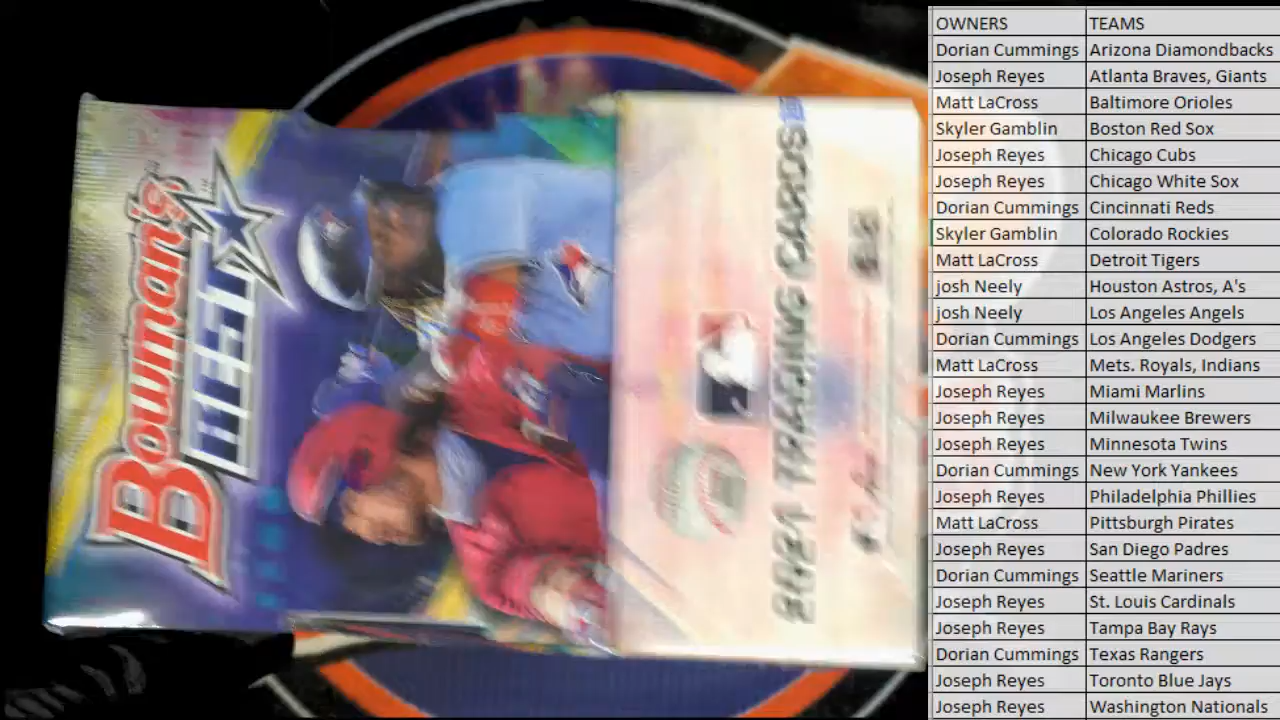 Bowman's
BEST
2021 TRADING CARDS
OWNERS TEAMS
Dorian Cummings Arizona Diamondbacks
Joseph Reyes Atlanta Braves, Giants
Matt LaCross Baltimore Orioles
Skyler Gamblin Boston Red Sox
Joseph Reyes Chicago Cubs
Joseph Reyes Chicago White Sox
Dorian Cummings Cincinnati Reds
Skyler Gamblin Colorado Rockies
Matt LaCross Detroit Tigers
josh Neely Houston Astros, A's
josh Neely Los Angeles Angels
Dorian Cummings Los Angeles Dodgers
Matt LaCross Mets. Royals, Indians
Joseph Reyes Miami Marlins
Joseph Reyes Milwaukee Brewers
Joseph Reyes Minnesota Twins
Dorian Cummings New York Yankees
Joseph Reyes Philadelphia Phillies
Matt LaCross Pittsburgh Pirates
Joseph Reyes San Diego Padres
Dorian Cummings Seattle Mariners
Joseph Reyes St. Louis Cardinals
Joseph Reyes Tampa Bay Rays
Dorian Cummings Texas Rangers
Joseph Reyes Toronto Blue Jays
Joseph Reyes Washington Nationals